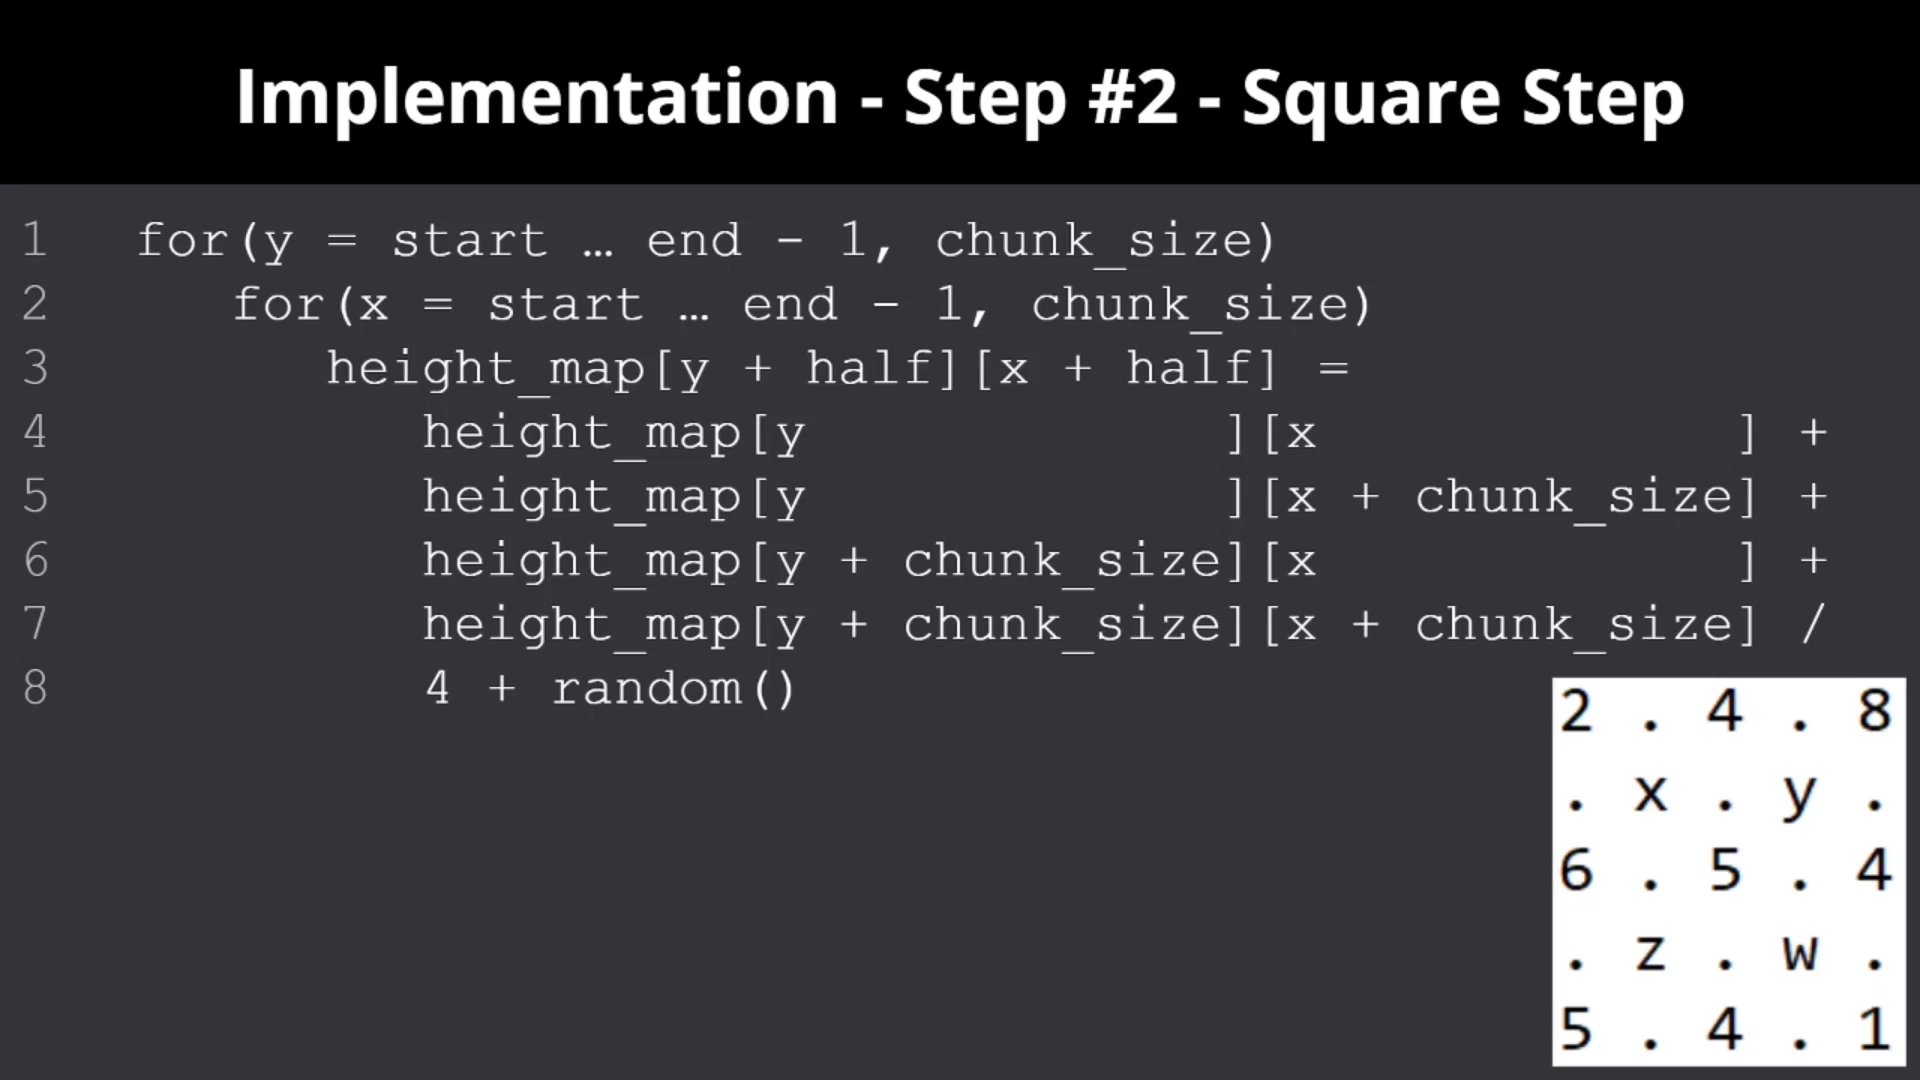 Implementation - Step #2 - Square Step
1 for(y = start … end - 1, chunk_size)
2 for(x = start … end - 1, chunk_size)
3 height_map[y + half][x + half] =
4 height_map[y ][x ] +
5 height_map[y ][x + chunk_size] +
6 height_map[y + chunk_size][x ] +
7 height_map[y + chunk_size][x + chunk_size] /
8 4 + random()
2 . 4 . 8
. x . y .
6 . 5 . 4
. z . w .
5 . 4 . 1